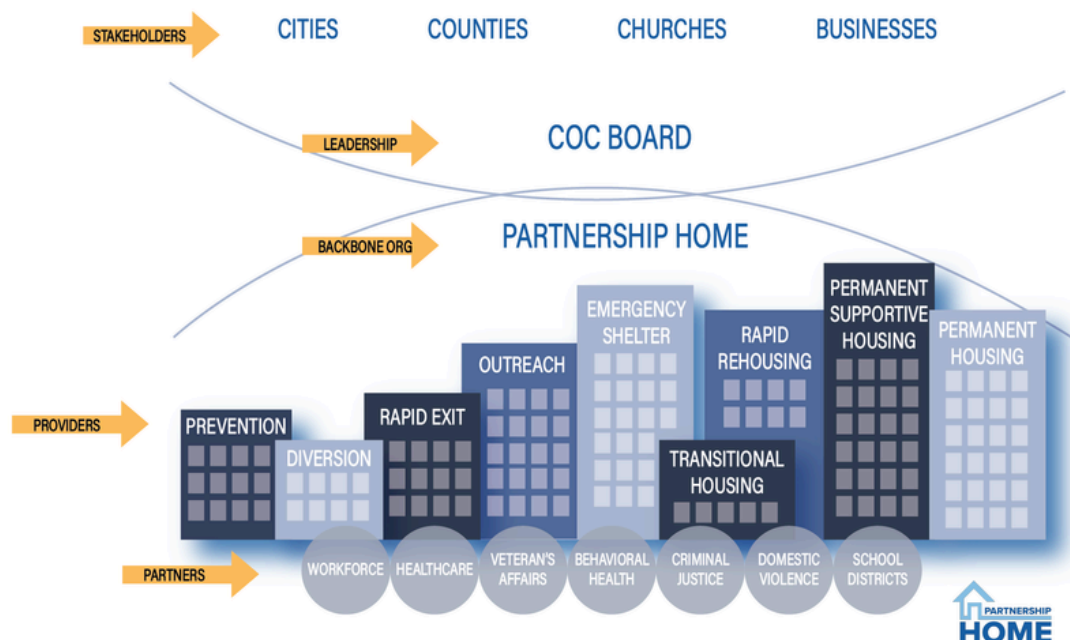 STAKEHOLDERS
CITIES
COUNTIES
CHURCHES
BUSINESSES
LEADERSHIP
COC BOARD
BACKBONE ORG
PARTNERSHIP HOME
PROVIDERS
PREVENTION
DIVERSION
RAPID EXIT
OUTREACH
EMERGENCY
SHELTER
TRANSITIONAL
HOUSING
RAPID
REHOUSING
PERMANENT
SUPPORTIVE
HOUSING
PERMANENT
HOUSING
PARTNERS
WORKFORCE
HEALTHCARE
VETERAN'S
AFFAIRS
BEHAVIORAL
HEALTH
CRIMINAL
JUSTICE
DOMESTIC
VIOLENCE
SCHOOL
DISTRICTS
PARTNERSHIP
HOME